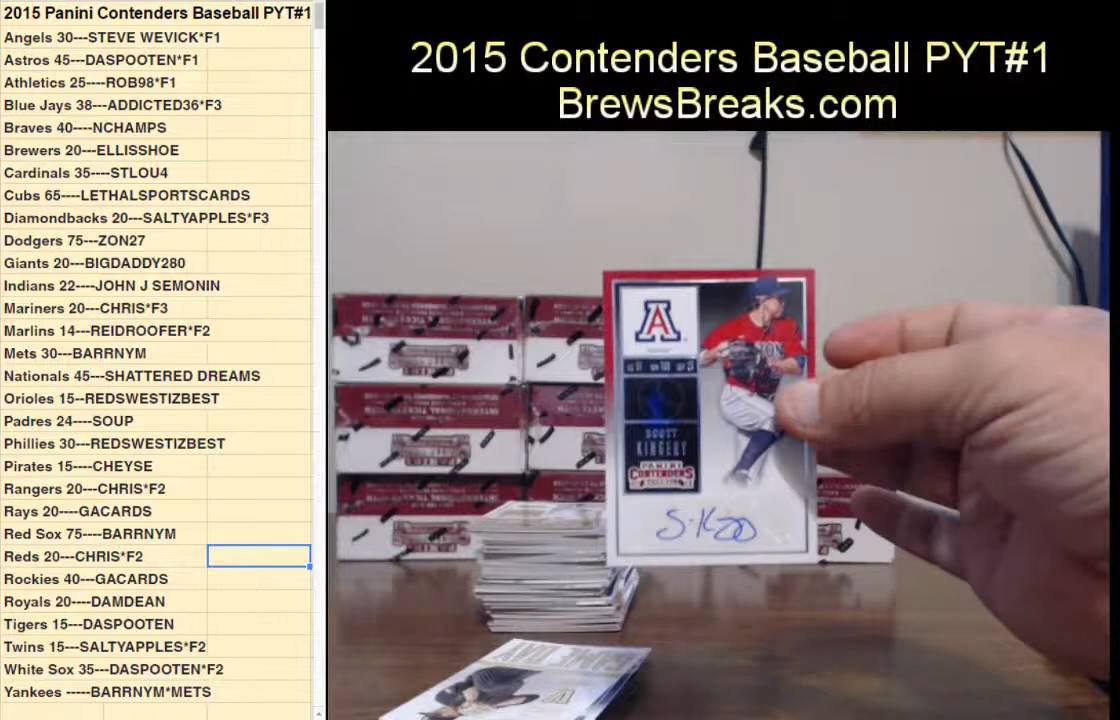 2015 Panini Contenders Baseball PYT#1
Angels 30---STEVE WEVICK*F1
Astros 45---DASPOOTEN*F1
Athletics 25----ROB98*F1
Blue Jays 38---ADDICTED36*F3
Braves 40----NCHAMPS
Brewers 20---ELLISSHOE
Cardinals 35----STLOU4
Cubs 65----LETHALSPORTSCARDS
Diamondbacks 20---SALTYAPPLES*F3
Dodgers 75---ZON27
Giants 20---BIGDADDY280
Indians 22----JOHN J SEMONIN
Mariners 20---CHRIS*F3
Marlins 14---REIDROOFER*F2
Mets 30---BARRNYM
Nationals 45---SHATTERED DREAMS
Orioles 15--REDSWESTIZBEST
Padres 24----SOUP
Phillies 30----REDSWESTIZBEST
Pirates 15----CHEYSE
Rangers 20---CHRIS*F2
Rays 20----GACARDS
Red Sox 75----BARRNYM
Reds 20---CHRIS*F2
Rockies 40---GACARDS
Royals 20----DAMDEAN
Tigers 15----DASPOOTEN
Twins 15---SALTYAPPLES*F2
White Sox 35---DASPOOTEN*F2
Yankees -----BARRNYM*METS
2015 Contenders Baseball PYT#1
BrewsBreaks.com
A
SCOTT
KINGERY
PANINI
CONTENDERS